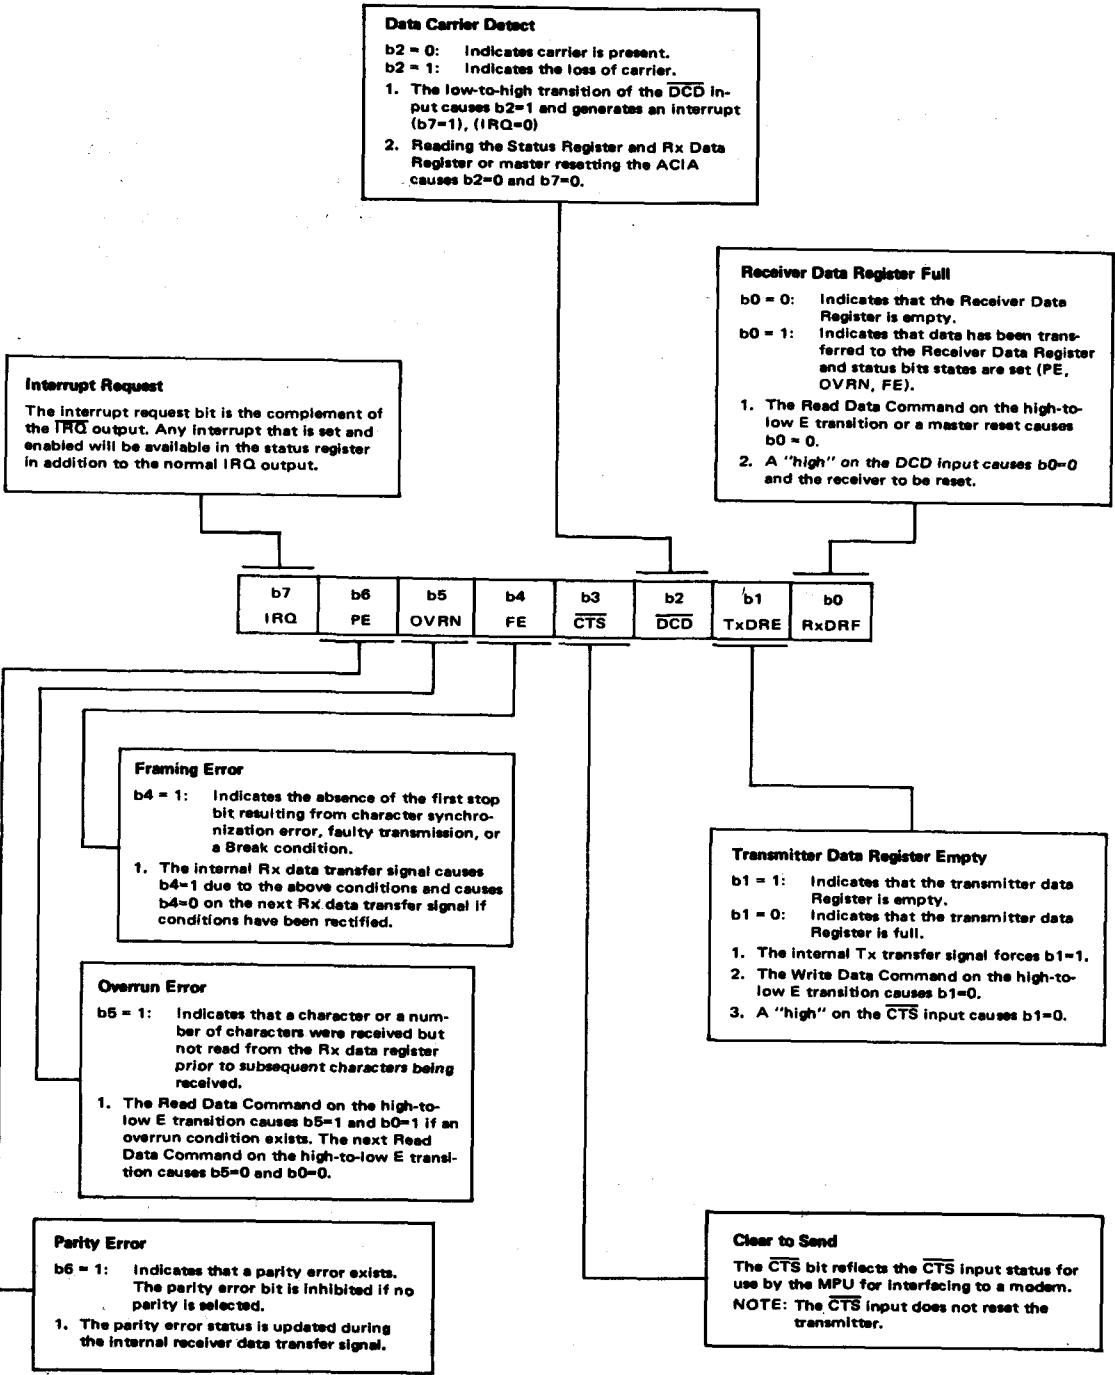 Data Carrier Detect
b2 = 0: Indicates carrier is present.
b2 = 1: Indicates the loss of carrier.
1. The low-to-high transition of the D̅C̅D̅ in-
put causes b2=1 and generates an interrupt
(b7=1), (IRQ=0)
2. Reading the Status Register and Rx Data
Register or master resetting the ACIA
causes b2=0 and b7=0.
Receiver Data Register Full
b0 = 0: Indicates that the Receiver Data
Register is empty.
b0 = 1: Indicates that data has been trans-
ferred to the Receiver Data Register
and status bits states are set (PE,
OVRN, FE).
1. The Read Data Command on the high-to-
low E transition or a master reset causes
b0 = 0.
2. A "high" on the DCD input causes b0=0
and the receiver to be reset.
Interrupt Request
The interrupt request bit is the complement of
the I̅R̅Q̅ output. Any interrupt that is set and
enabled will be available in the status register
in addition to the normal IRQ output.
b7 b6 b5 b4 b3 b2 b1 b0
IRQ PE OVRN FE C̅T̅S̅ D̅C̅D̅ TxDRE RxDRF
Framing Error
b4 = 1: Indicates the absence of the first stop
bit resulting from character synchro-
nization error, faulty transmission, or
a Break condition.
1. The internal Rx data transfer signal causes
b4=1 due to the above conditions and causes
b4=0 on the next Rx data transfer signal if
conditions have been rectified.
Transmitter Data Register Empty
b1 = 1: Indicates that the transmitter data
Register is empty.
b1 = 0: Indicates that the transmitter data
Register is full.
1. The internal Tx transfer signal forces b1=1.
2. The Write Data Command on the high-to-
low E transition causes b1=0.
3. A "high" on the C̅T̅S̅ input causes b1=0.
Overrun Error
b5 = 1: Indicates that a character or a num-
ber of characters were received but
not read from the Rx data register
prior to subsequent characters being
received.
1. The Read Data Command on the high-to-
low E transition causes b5=1 and b0=1 if an
overrun condition exists. The next Read
Data Command on the high-to-low E transi-
tion causes b5=0 and b0=0.
Parity Error
b6 = 1: Indicates that a parity error exists.
The parity error bit is inhibited if no
parity is selected.
1. The parity error status is updated during
the internal receiver data transfer signal.
Clear to Send
The C̅T̅S̅ bit reflects the C̅T̅S̅ input status for
use by the MPU for interfacing to a modem.
NOTE: The C̅T̅S̅ input does not reset the
transmitter.